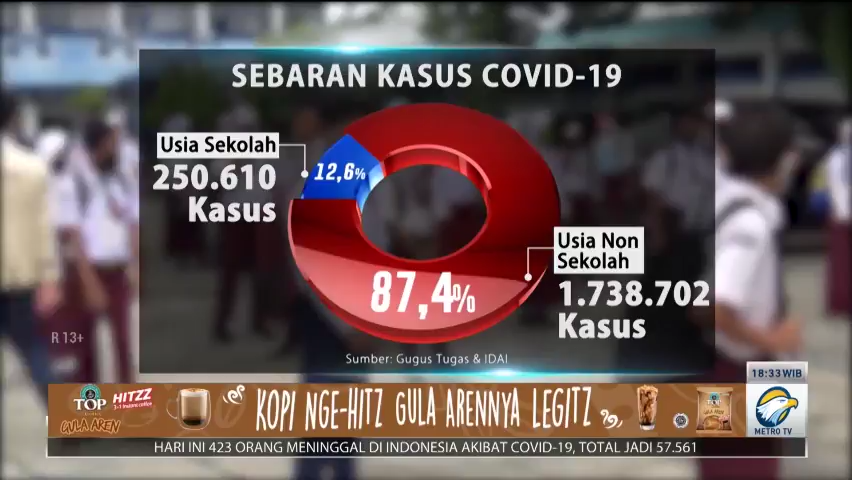 SEBARAN KASUS COVID-19
Usia Sekolah
250.610
Kasus
12,6%
87,4%
Usia Non
Sekolah
1.738.702
Kasus
Sumber: Gugus Tugas & IDAI
R 13+
18:33 WIB
TOP
HITZZ
GULA AREN
KOPI NGE-HITZ GULA ARENNYA LEGITZ
METRO TV
HARI INI 423 ORANG MENINGGAL DI INDONESIA AKIBAT COVID-19, TOTAL JADI 57.561